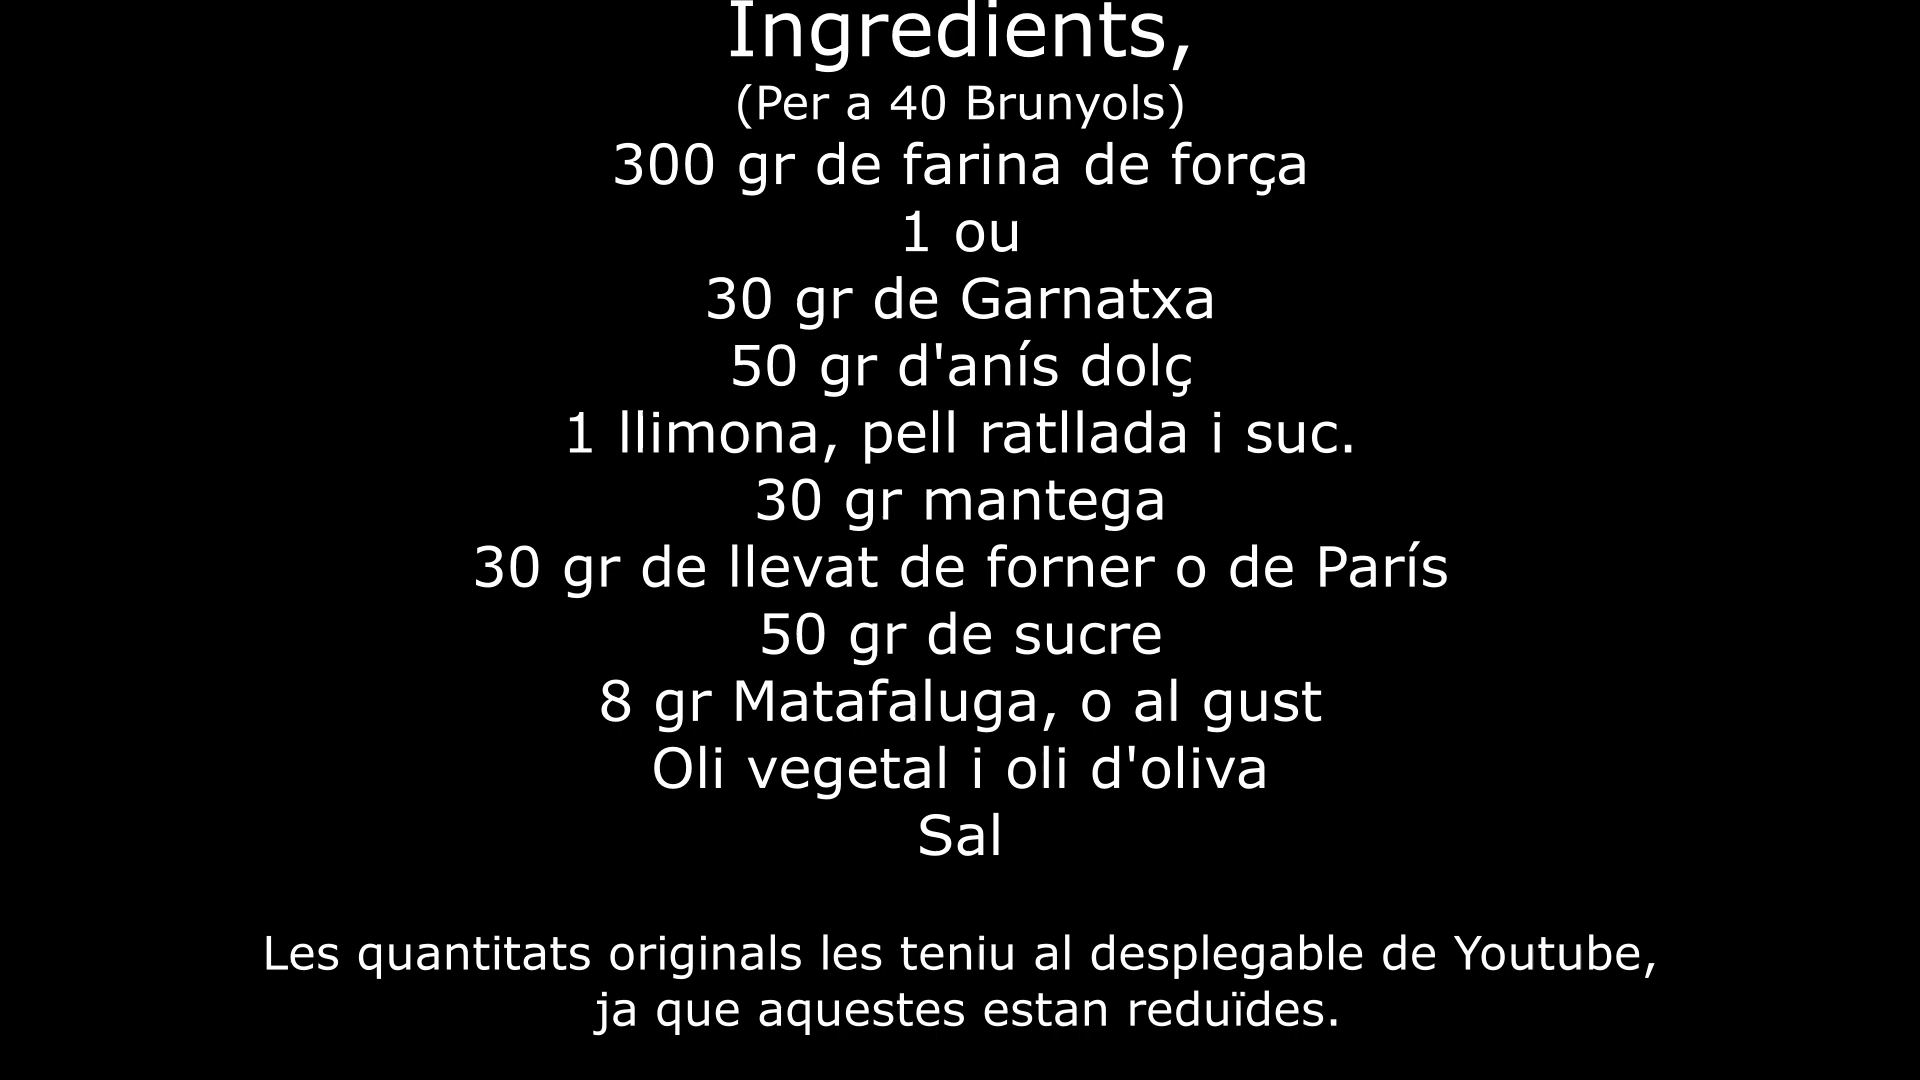 Ingredients,
(Per a 40 Brunyols)
300 gr de farina de força
1 ou
30 gr de Garnatxa
50 gr d'anís dolç
1 llimona, pell ratllada i suc.
30 gr mantega
30 gr de llevat de forner o de París
50 gr de sucre
8 gr Matafaluga, o al gust
Oli vegetal i oli d'oliva
Sal
Les quantitats originals les teniu al desplegable de Youtube,
ja que aquestes estan reduïdes.